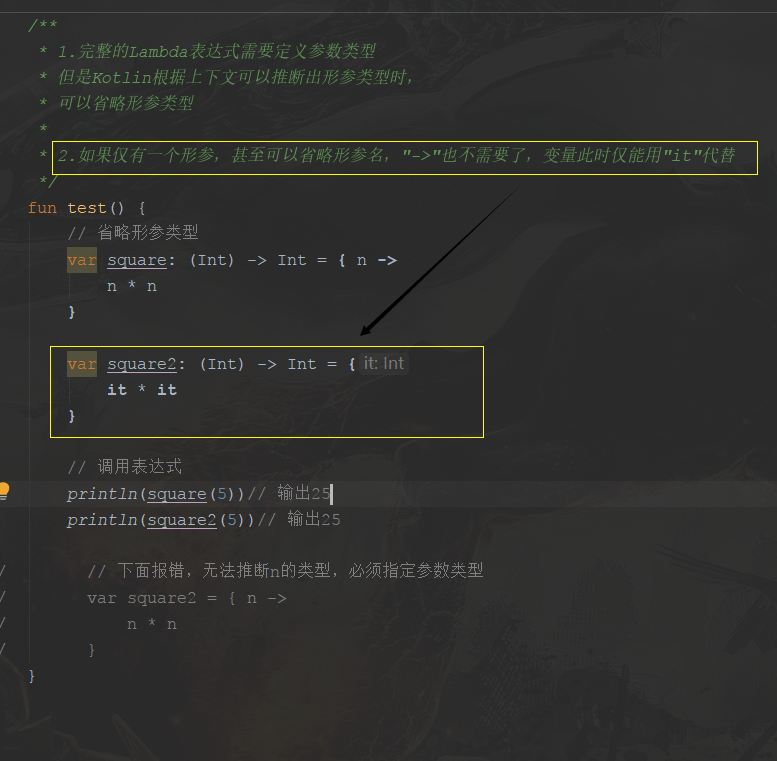 /**
 * 1.完整的Lambda表达式需要定义参数类型
 * 但是Kotlin根据上下文可以推断出形参类型时，
 * 可以省略形参类型
 *
 * 2.如果仅有一个形参，甚至可以省略形参名，"->"也不需要了，变量此时仅能用"it"代替
 */
fun test() {
    // 省略形参类型
    var square: (Int) -> Int = { n ->
        n * n
    }
    var square2: (Int) -> Int = { it: Int
        it * it
    }
    // 调用表达式
    println(square(5))// 输出25
    println(square2(5))// 输出25
/      // 下面报错，无法推断n的类型，必须指定参数类型
/      var square2 = { n ->
/          n * n
/      }
}